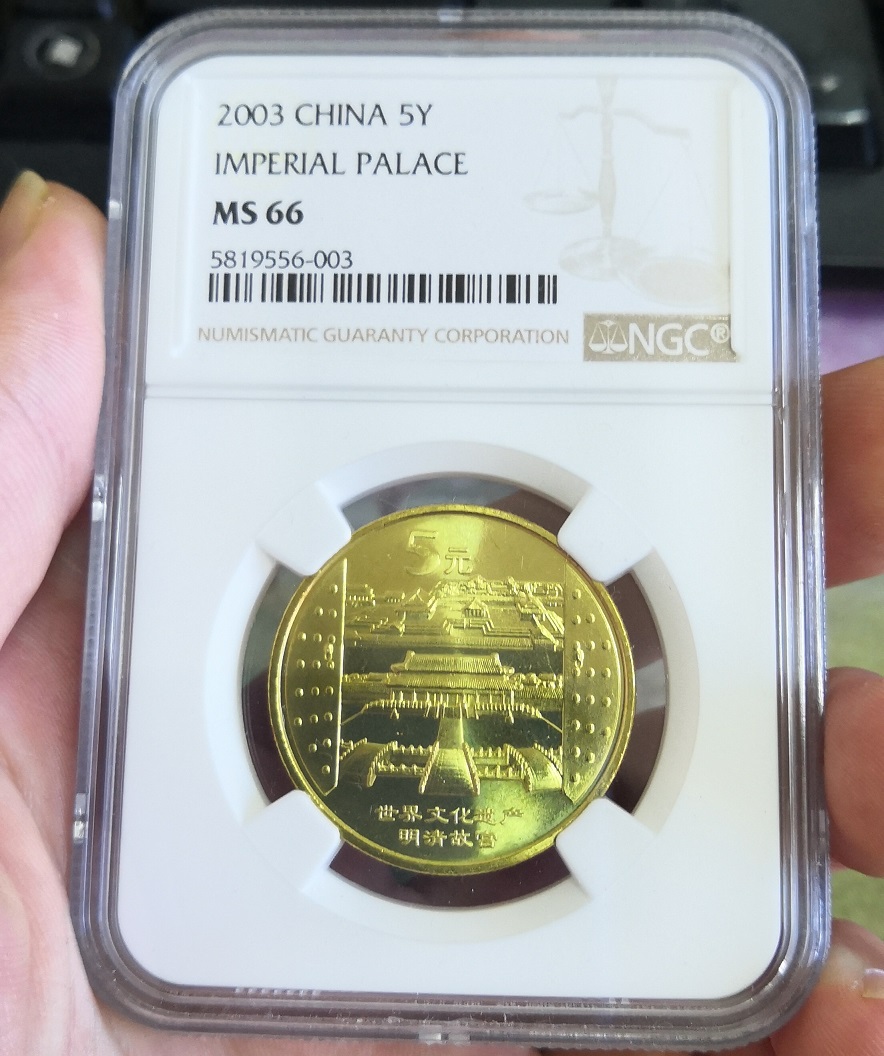 2003 CHINA 5Y
IMPERIAL PALACE
MS 66
5819556-003
NUMISMATIC GUARANTY CORPORATION
NGC®
5元
世界文化遗产
明清故宫